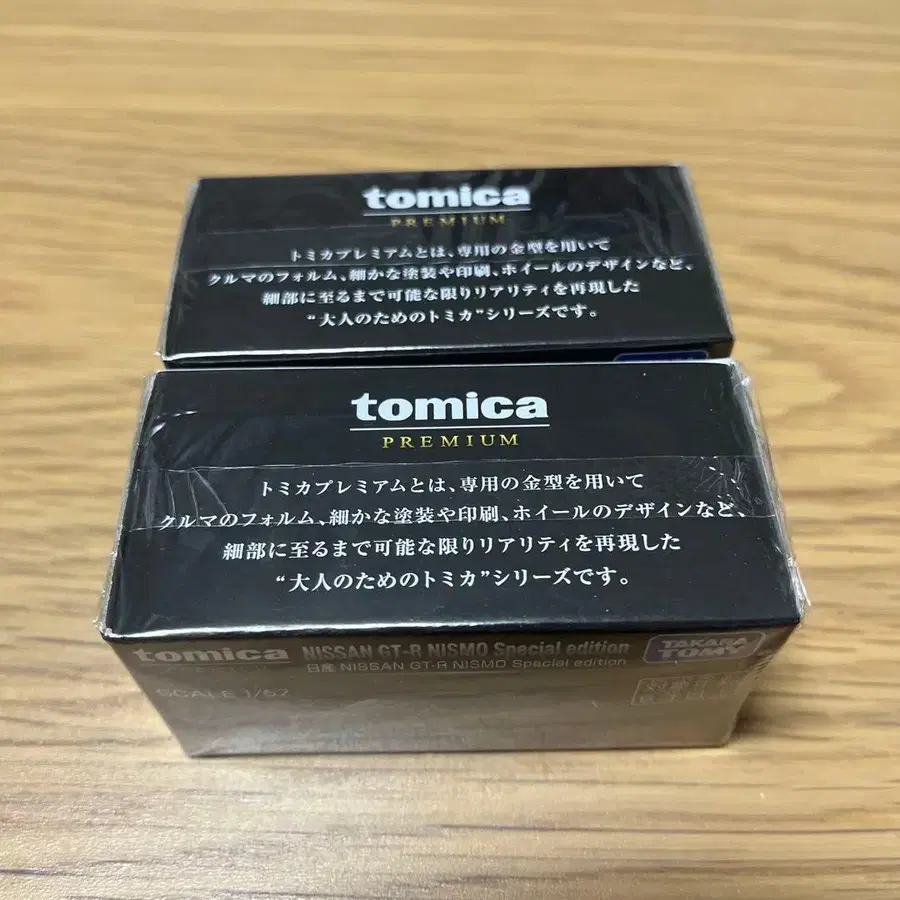 tomica
PREMIUM
トミカプレミアムとは、専用の金型を用いて
クルマのフォルム、細かな塗装や印刷、ホイールのデザインなど、
細部に至るまで可能な限りリアリティを再現した
“大人のためのトミカ”シリーズです。
tomica
PREMIUM
トミカプレミアムとは、専用の金型を用いて
クルマのフォルム、細かな塗装や印刷、ホイールのデザインなど、
細部に至るまで可能な限りリアリティを再現した
“大人のためのトミカ”シリーズです。
tomica NISSAN GT-R NISMO Special edition
日産 NISSAN GT-R NISMO Special edition
TAKARA
TOMY
SCALE 1/62